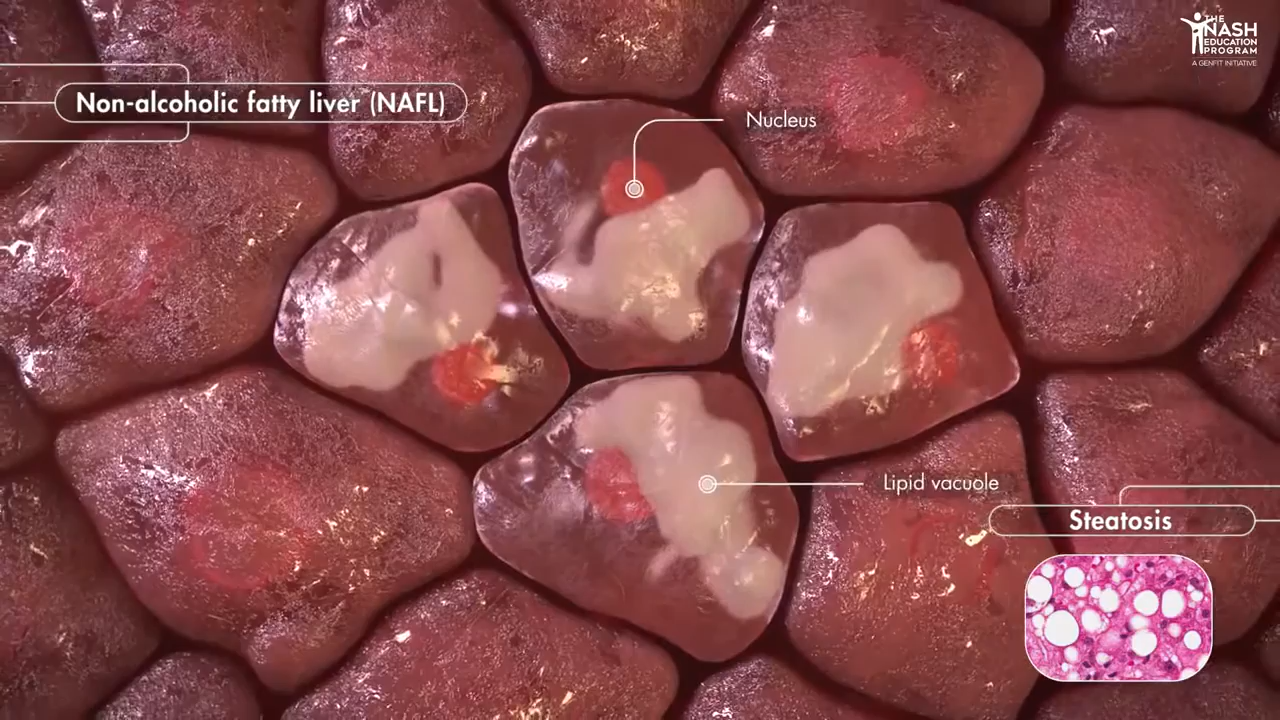 THE
NASH
EDUCATION
PROGRAM
A GENFIT INITIATIVE
Non-alcoholic fatty liver (NAFL)
Nucleus
Lipid vacuole
Steatosis